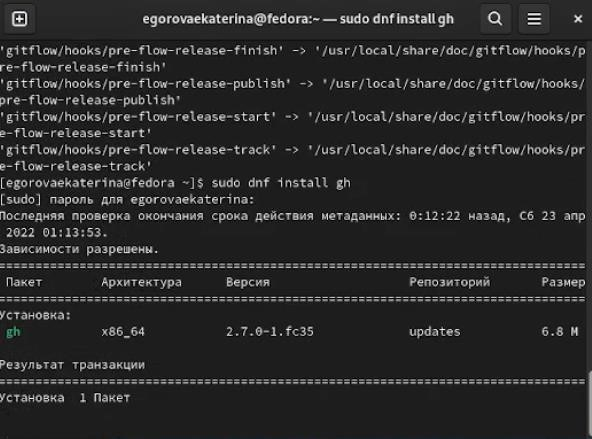 egorovaekaterina@fedora:~ — sudo dnf install gh
'gitflow/hooks/pre-flow-release-finish' -> '/usr/local/share/doc/gitflow/hooks/p
re-flow-release-finish'
'gitflow/hooks/pre-flow-release-publish' -> '/usr/local/share/doc/gitflow/hooks/
pre-flow-release-publish'
'gitflow/hooks/pre-flow-release-start' -> '/usr/local/share/doc/gitflow/hooks/pr
e-flow-release-start'
'gitflow/hooks/pre-flow-release-track' -> '/usr/local/share/doc/gitflow/hooks/pr
e-flow-release-track'
[egorovaekaterina@fedora ~]$ sudo dnf install gh
[sudo] пароль для egorovaekaterina:
Последняя проверка окончания срока действия метаданных: 0:12:22 назад, Сб 23 апр
2022 01:13:53.
Зависимости разрешены.
================================================================================
Пакет Архитектура Версия Репозиторий Размер
================================================================================
Установка:
gh x86_64 2.7.0-1.fc35 updates 6.8 M
Результат транзакции
================================================================================
Установка 1 Пакет